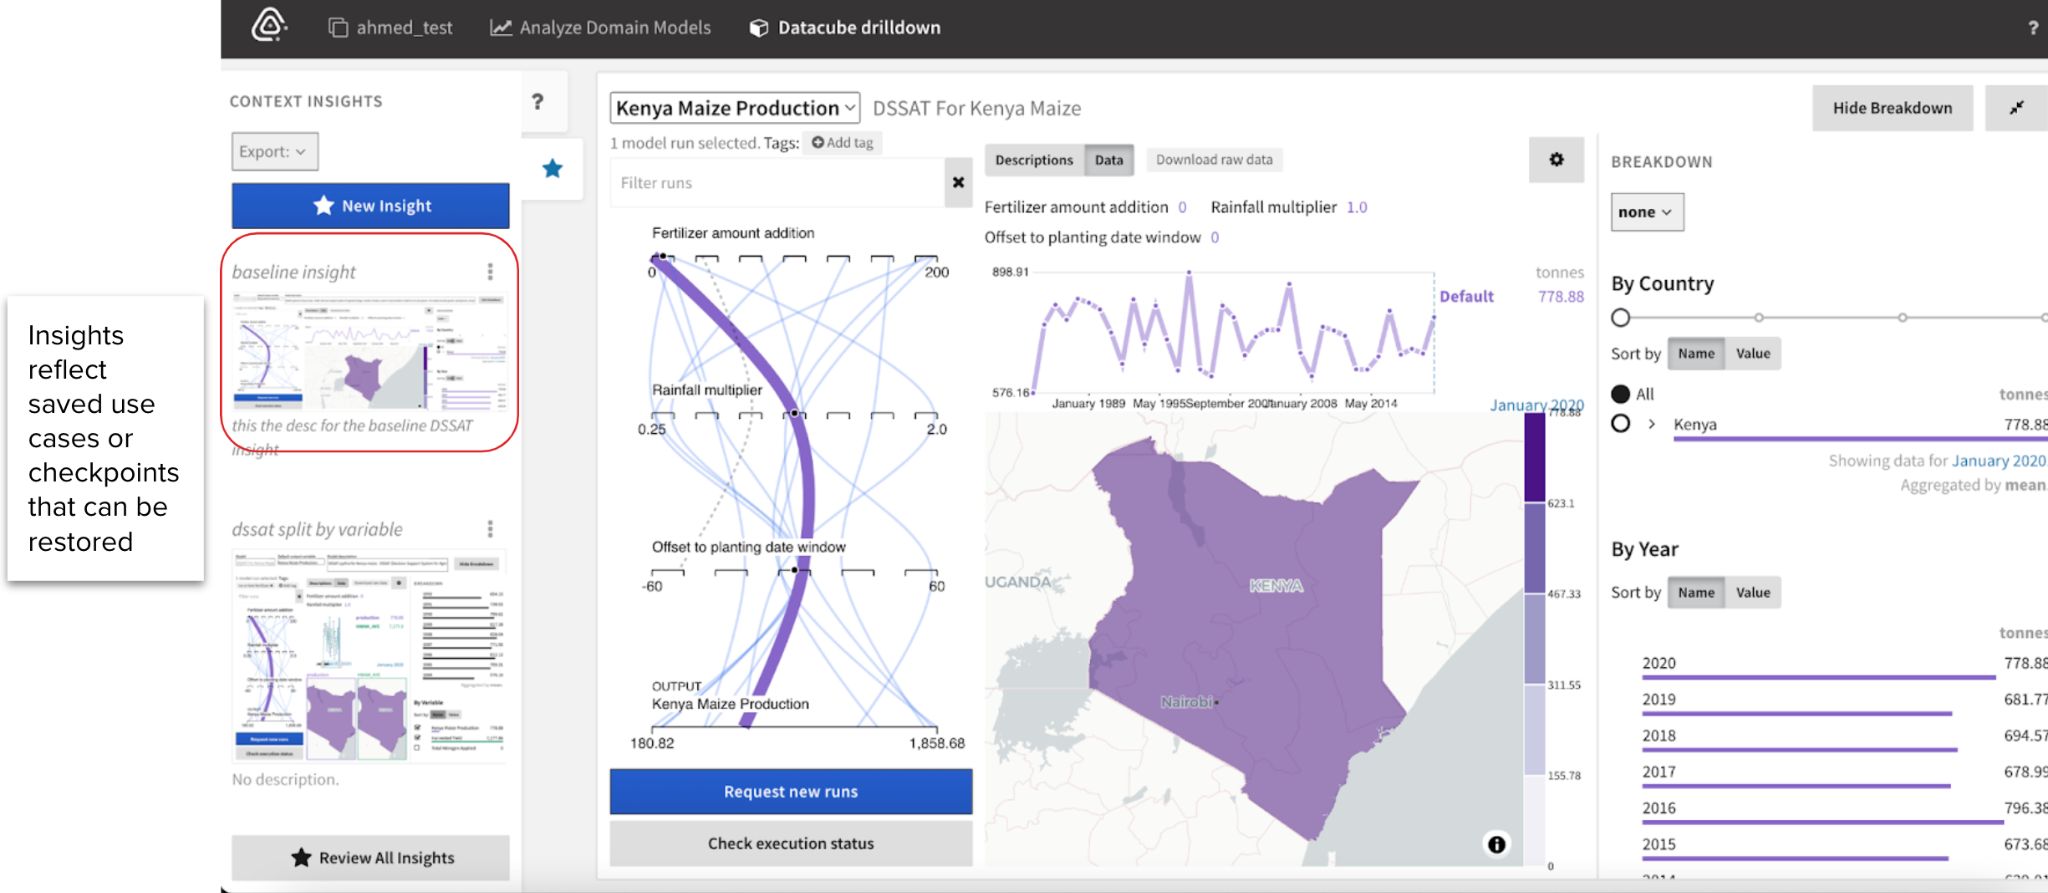 ahmed_test
Analyze Domain Models
Datacube drilldown
?
CONTEXT INSIGHTS
Export:
New Insight
baseline insight
this the desc for the baseline DSSAT
insight
dssat split by variable
No description.
Review All Insights
Insights
reflect
saved use
cases or
checkpoints
that can be
restored
?
Kenya Maize Production
DSSAT For Kenya Maize
1 model run selected. Tags: Add tag
Filter runs
Fertilizer amount addition
0 200
Rainfall multiplier
0.25 2.0
Offset to planting date window
-60 60
OUTPUT
Kenya Maize Production
180.82 1,858.68
Request new runs
Check execution status
Descriptions Data Download raw data
Fertilizer amount addition 0 Rainfall multiplier 1.0
Offset to planting date window 0
898.91
576.16
January 1989 May 1995 September 2001 January 2008 May 2014
January 2020
tonnes
Default 778.88
778.88
623.1
467.33
311.55
155.78
0
UGANDA
KENYA
Nairobi
Hide Breakdown
BREAKDOWN
none
By Country
Sort by Name Value
All tonnes
Kenya 778.88
Showing data for January 2020.
Aggregated by mean.
By Year
Sort by Name Value
tonnes
2020 778.88
2019 681.77
2018 694.57
2017 678.99
2016 796.38
2015 673.68